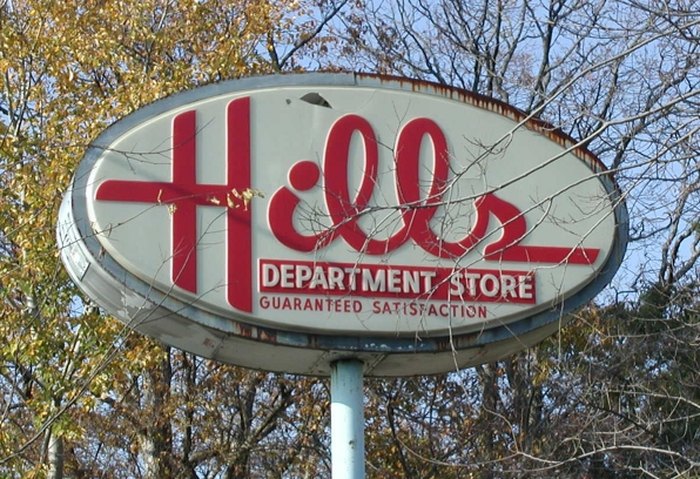 Hills
DEPARTMENT STORE
GUARANTEED SATISFACTION